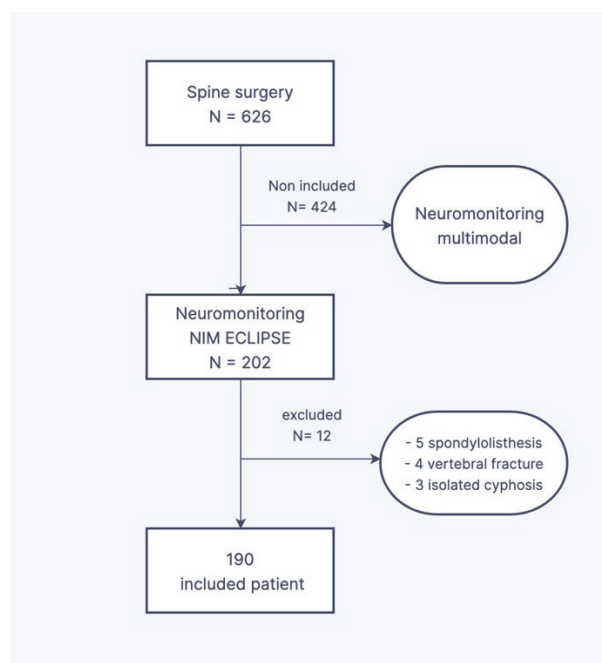 Spine surgery
N = 626
Non included
N= 424
Neuromonitoring
multimodal
Neuromonitoring
NIM ECLIPSE
N = 202
excluded
N= 12
- 5 spondylolisthesis
- 4 vertebral fracture
- 3 isolated cyphosis
190
included patient